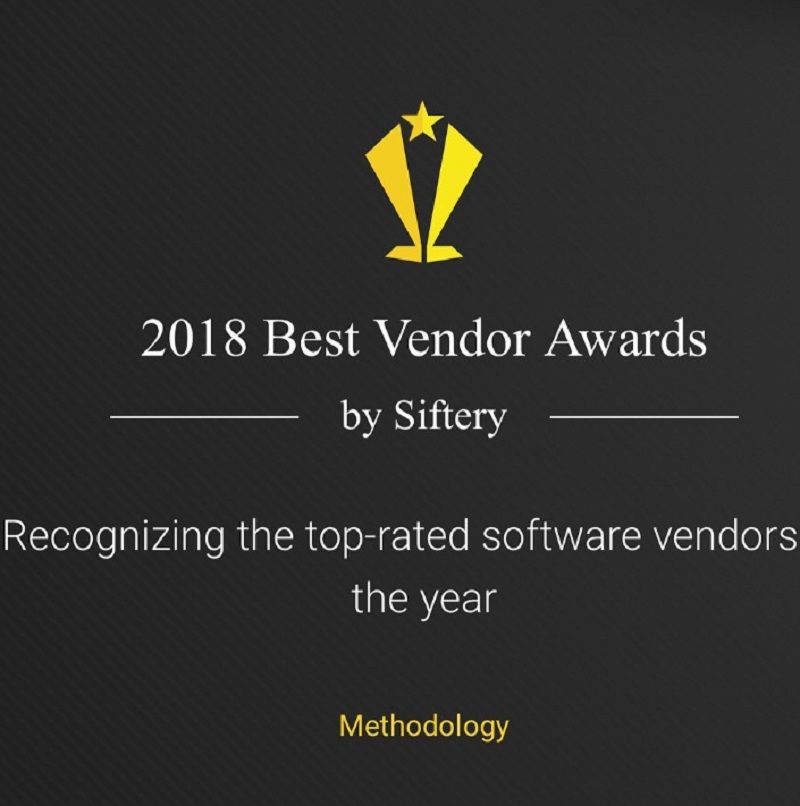 2018 Best Vendor Awards
by Siftery
Recognizing the top-rated software vendors
the year
Methodology